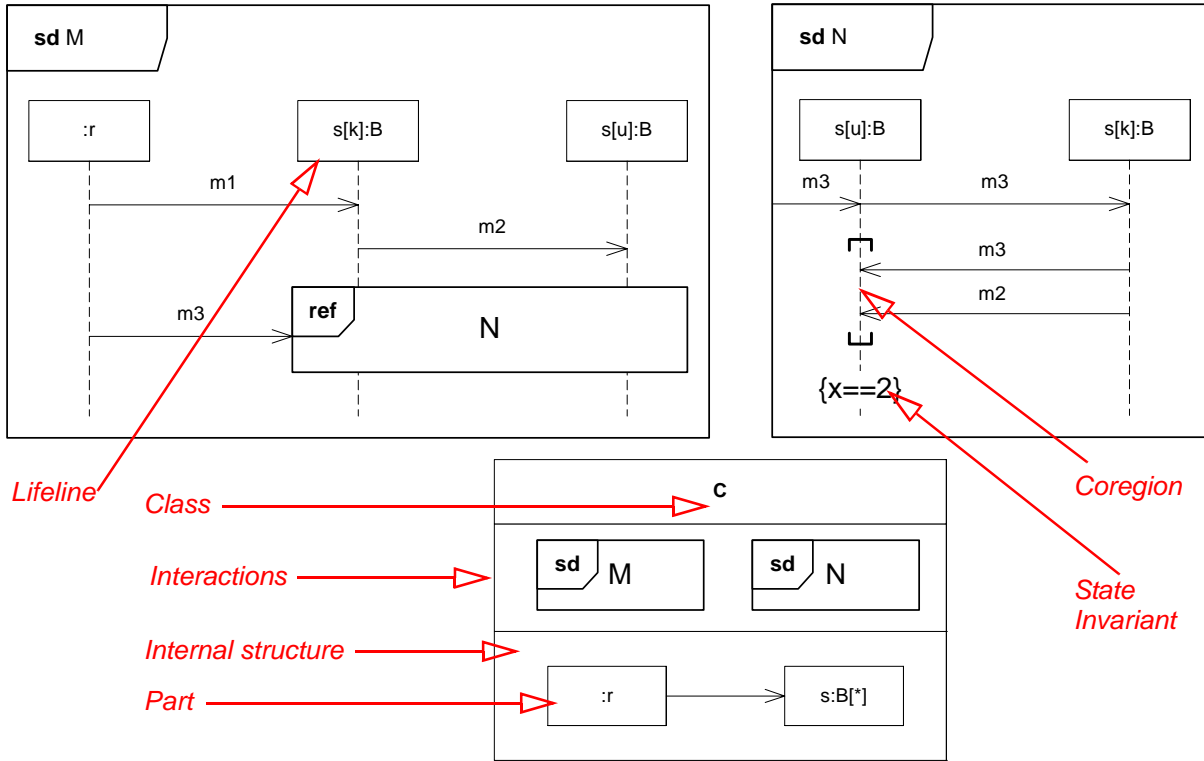 sd M
:r
s[k]:B
s[u]:B
m1
m2
m3
ref
N
sd N
s[u]:B
s[k]:B
m3
m3
m3
m2
{x==2}
Lifeline
Class
C
Coregion
Interactions
sd M
sd N
State
Invariant
Internal structure
Part
:r
s:B[*]